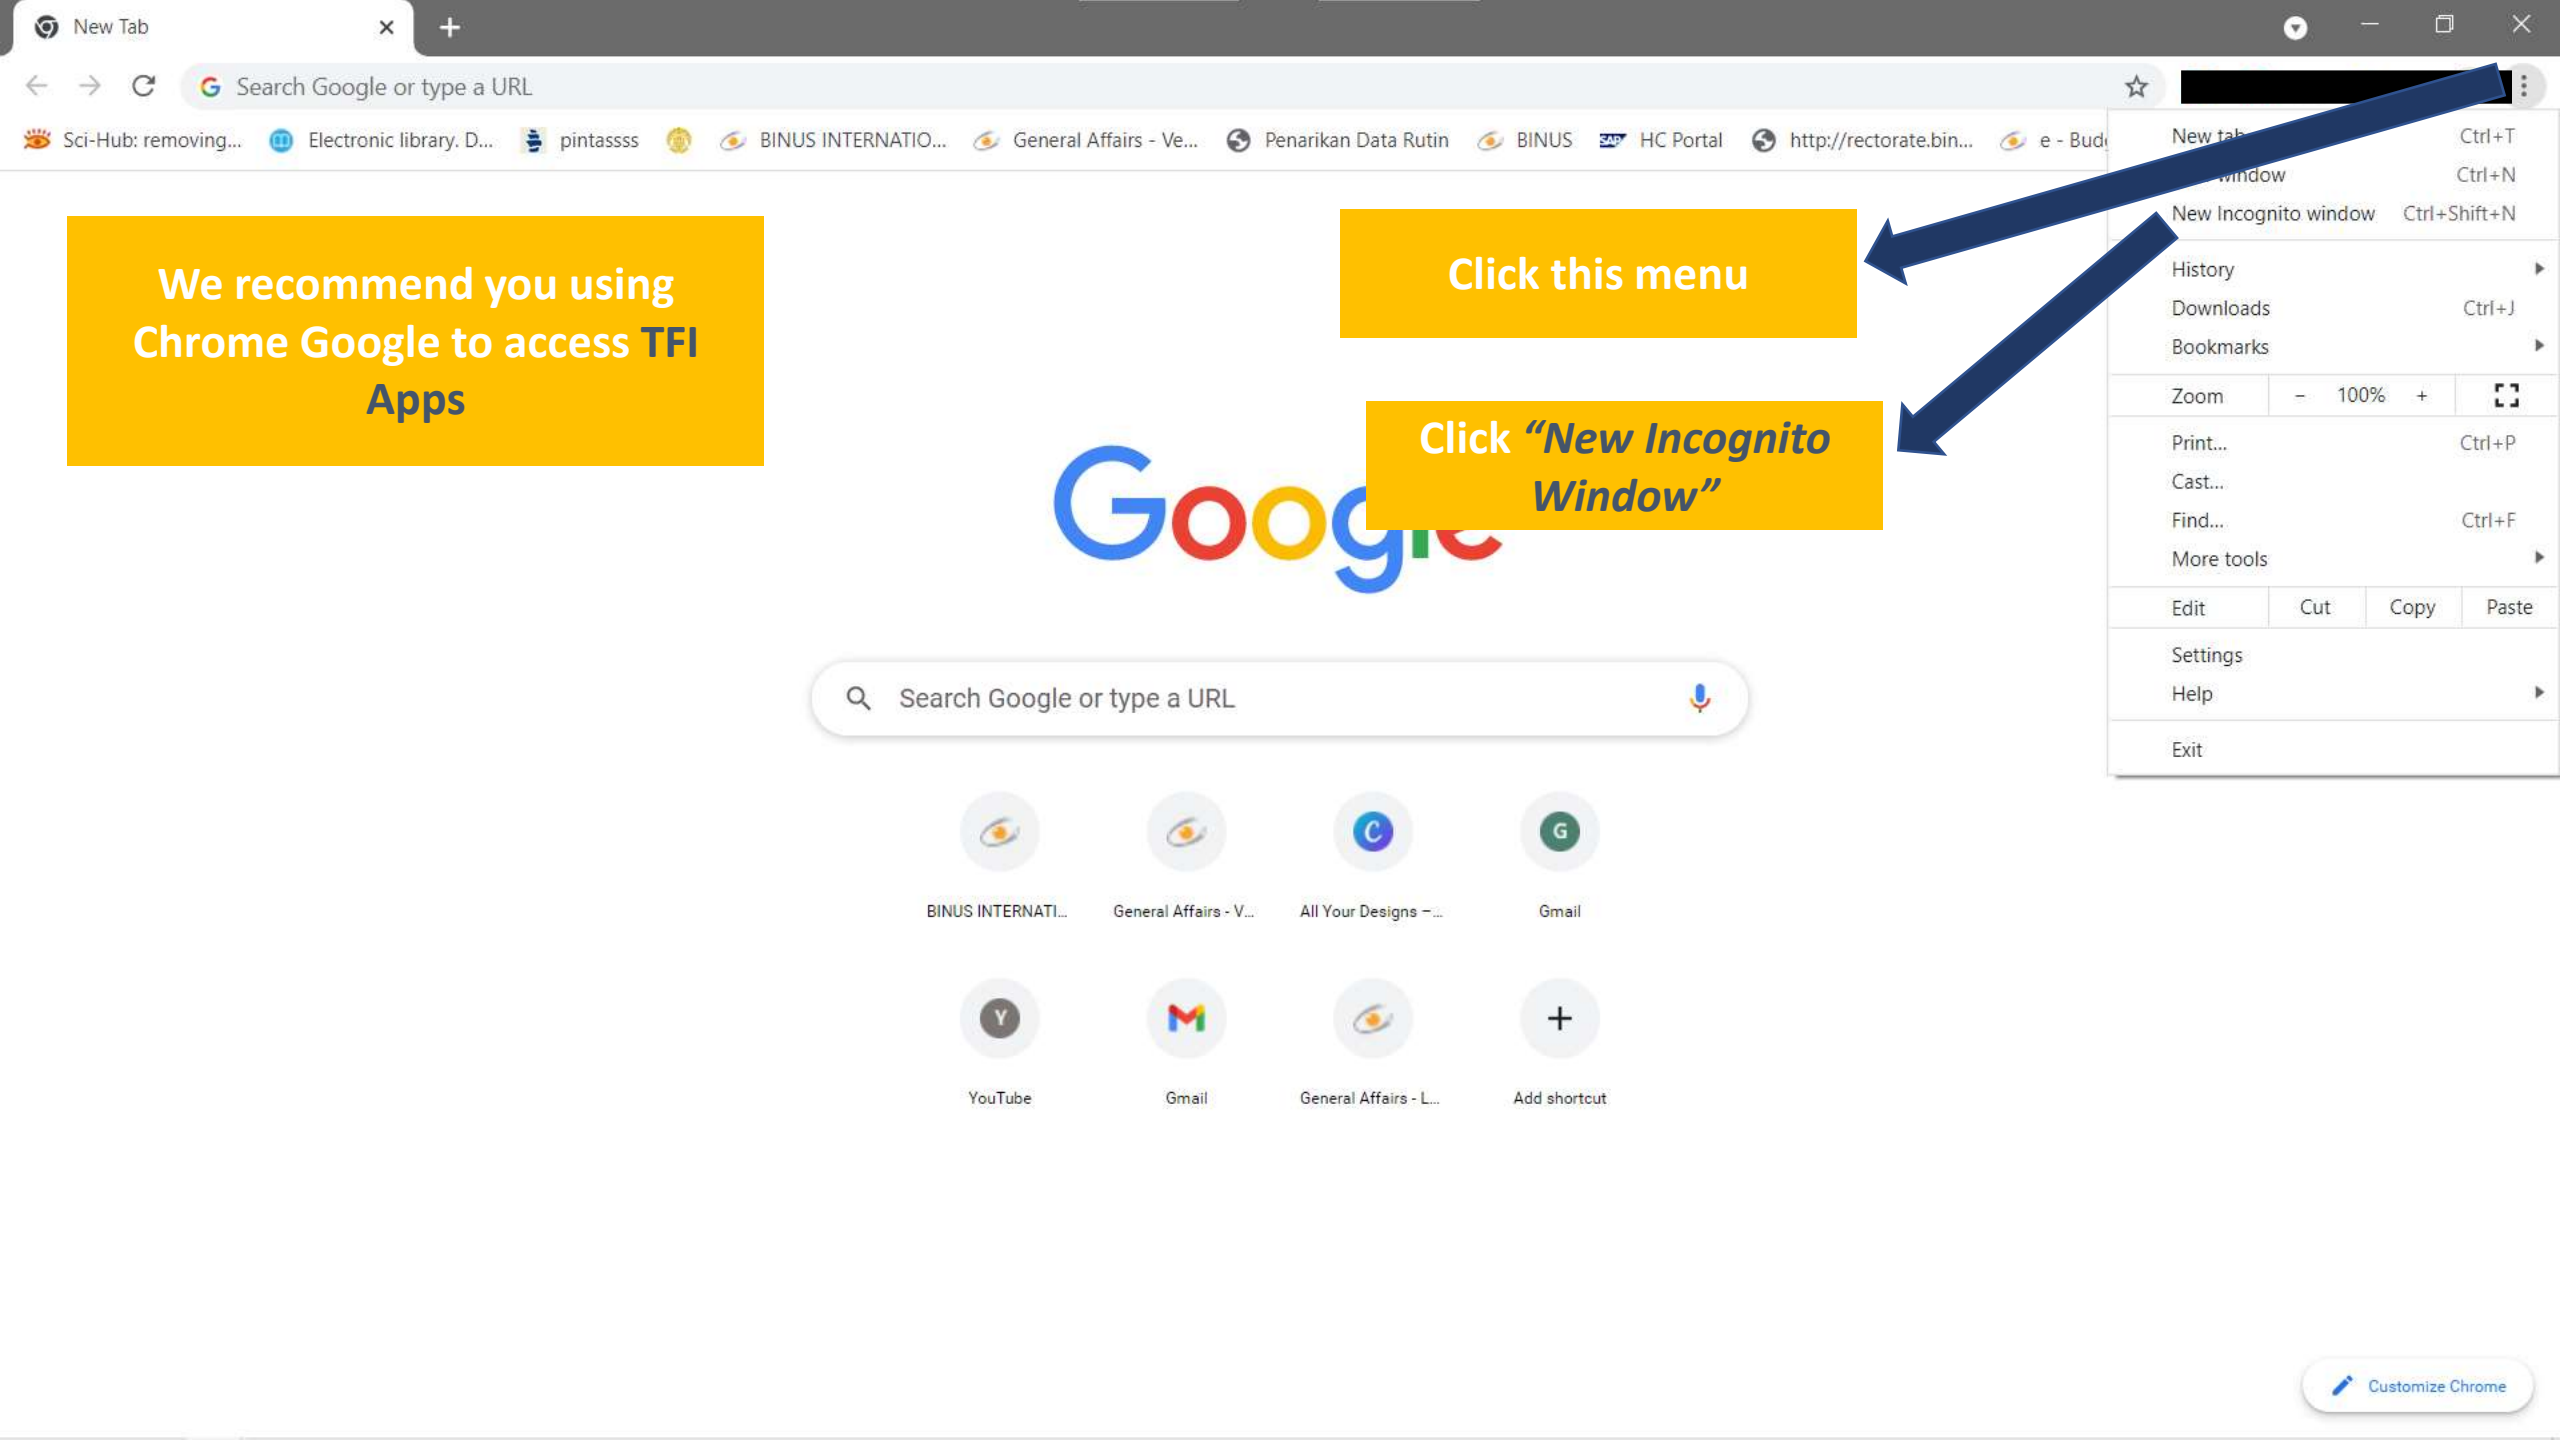 New Tab
Search Google or type a URL
Sci-Hub: removing... Electronic library. D... pintassss BINUS INTERNATIO... General Affairs - Ve... Penarikan Data Rutin BINUS SAP HC Portal http://rectorate.bin... e - Bud
New tab Ctrl+T
window Ctrl+N
New Incognito window Ctrl+Shift+N
History
Downloads Ctrl+J
Bookmarks
Zoom - 100% +
Print... Ctrl+P
Cast...
Find... Ctrl+F
More tools
Edit Cut Copy Paste
Settings
Help
Exit
We recommend you using
Chrome Google to access TFI
Apps
Click this menu
Click “New Incognito
Window”
Google
Search Google or type a URL
BINUS INTERNATI... General Affairs - V... All Your Designs –... Gmail
YouTube Gmail General Affairs - L... Add shortcut
Customize Chrome